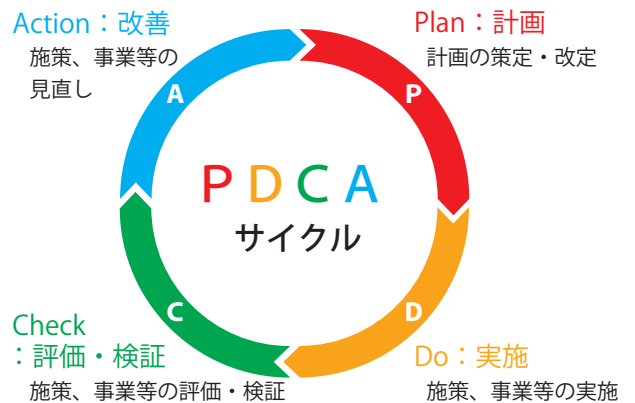 Action：改善
施策、事業等の
見直し
Plan：計画
計画の策定・改定
A
P
PDCA
サイクル
C
D
Check
：評価・検証
施策、事業等の評価・検証
Do：実施
施策、事業等の実施